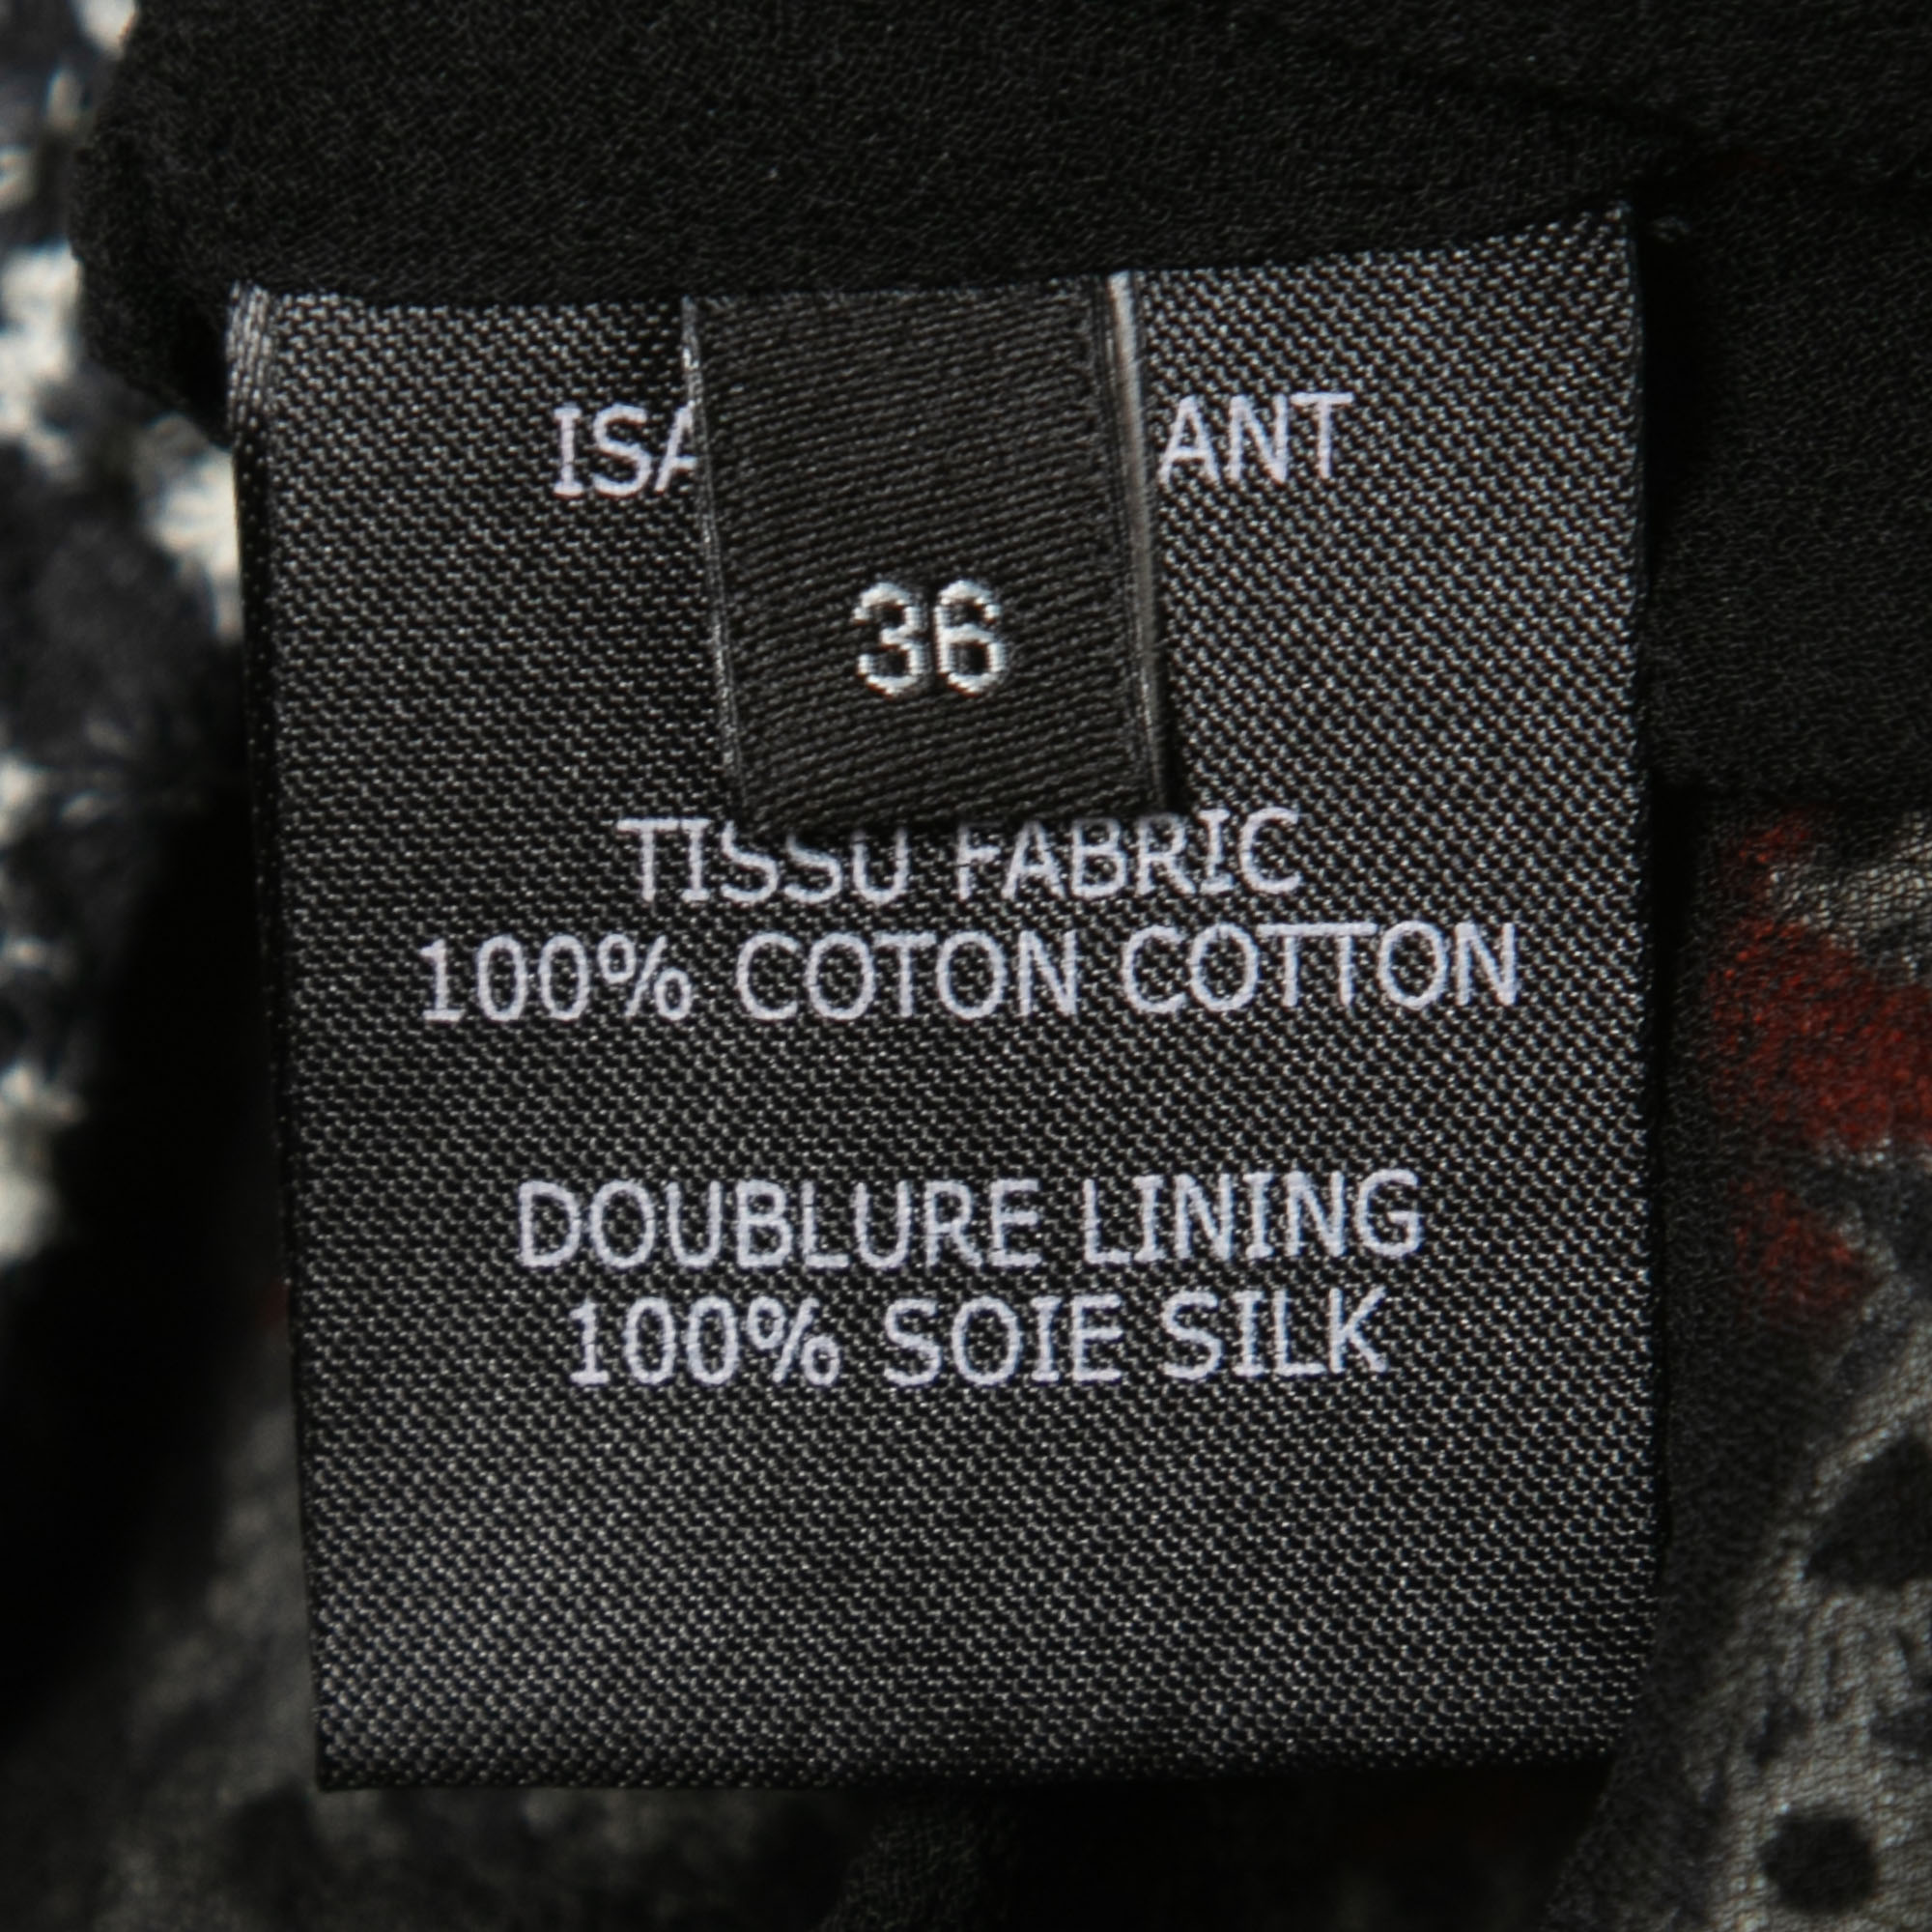 ISA ANT
36
TISSU FABRIC
100% COTON COTTON
DOUBLURE LINING
100% SOIE SILK